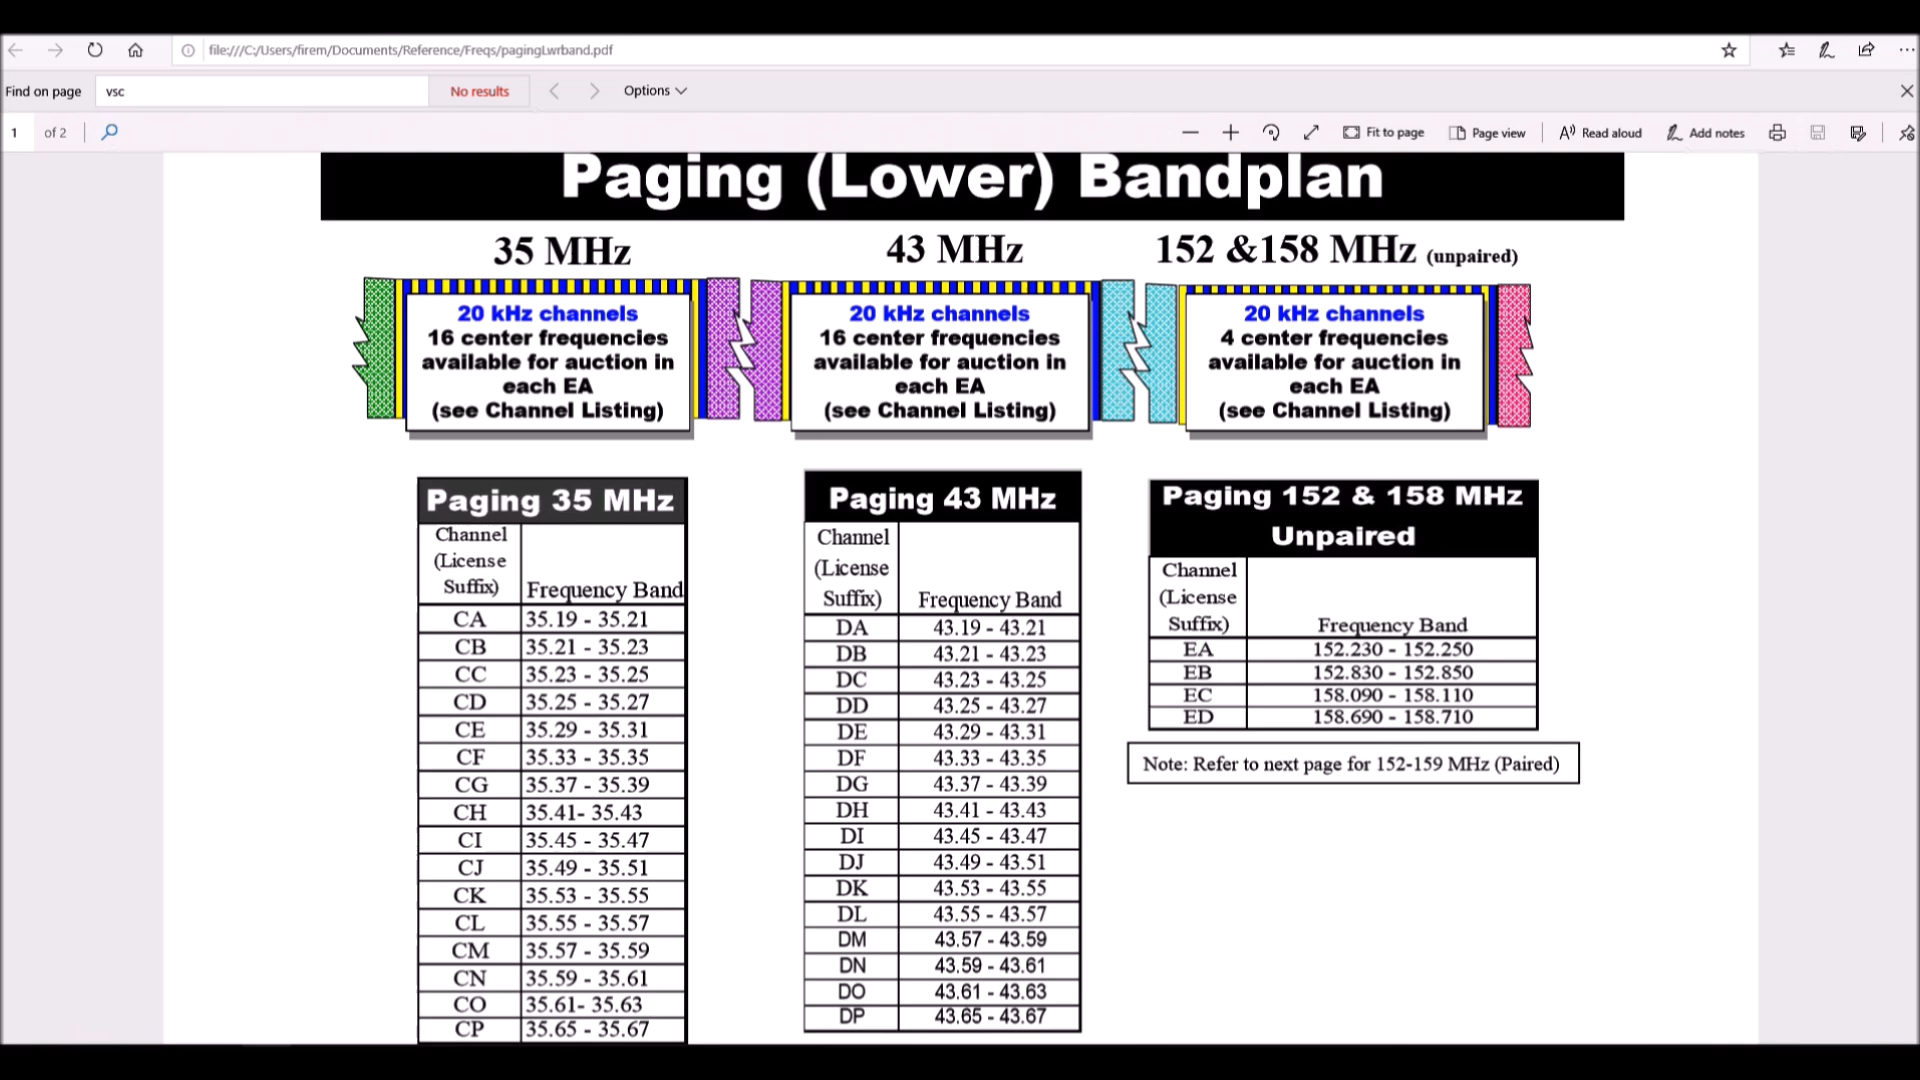 file:///C:/Users/firem/Documents/Reference/Freqs/pagingLwrband.pdf
Find on page vsc No results Options
1 of 2 Fit to page Page view Read aloud Add notes
Paging (Lower) Bandplan
35 MHz
20 kHz channels
16 center frequencies
available for auction in
each EA
(see Channel Listing)
43 MHz
20 kHz channels
16 center frequencies
available for auction in
each EA
(see Channel Listing)
152 &158 MHz (unpaired)
20 kHz channels
4 center frequencies
available for auction in
each EA
(see Channel Listing)
Paging 35 MHz
Channel
(License
Suffix) Frequency Band
CA 35.19 - 35.21
CB 35.21 - 35.23
CC 35.23 - 35.25
CD 35.25 - 35.27
CE 35.29 - 35.31
CF 35.33 - 35.35
CG 35.37 - 35.39
CH 35.41- 35.43
CI 35.45 - 35.47
CJ 35.49 - 35.51
CK 35.53 - 35.55
CL 35.55 - 35.57
CM 35.57 - 35.59
CN 35.59 - 35.61
CO 35.61- 35.63
CP 35.65 - 35.67
Paging 43 MHz
Channel
(License
Suffix) Frequency Band
DA 43.19 - 43.21
DB 43.21 - 43.23
DC 43.23 - 43.25
DD 43.25 - 43.27
DE 43.29 - 43.31
DF 43.33 - 43.35
DG 43.37 - 43.39
DH 43.41 - 43.43
DI 43.45 - 43.47
DJ 43.49 - 43.51
DK 43.53 - 43.55
DL 43.55 - 43.57
DM 43.57 - 43.59
DN 43.59 - 43.61
DO 43.61 - 43.63
DP 43.65 - 43.67
Paging 152 & 158 MHz
Unpaired
Channel
(License
Suffix) Frequency Band
EA 152.230 - 152.250
EB 152.830 - 152.850
EC 158.090 - 158.110
ED 158.690 - 158.710
Note: Refer to next page for 152-159 MHz (Paired)